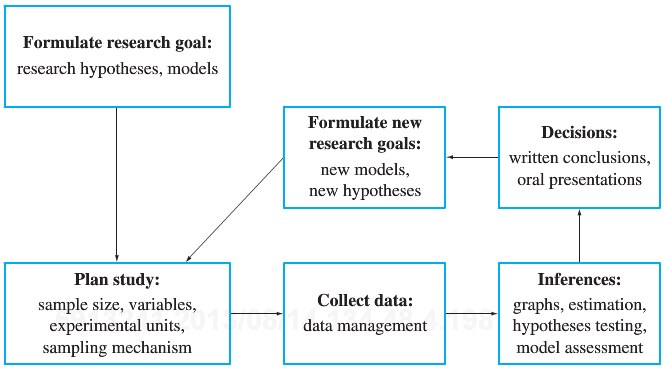 Formulate research goal:
research hypotheses, models
Formulate new
research goals:
new models,
new hypotheses
Decisions:
written conclusions,
oral presentations
Plan study:
sample size, variables,
experimental units,
sampling mechanism
Collect data:
data management
Inferences:
graphs, estimation,
hypotheses testing,
model assessment